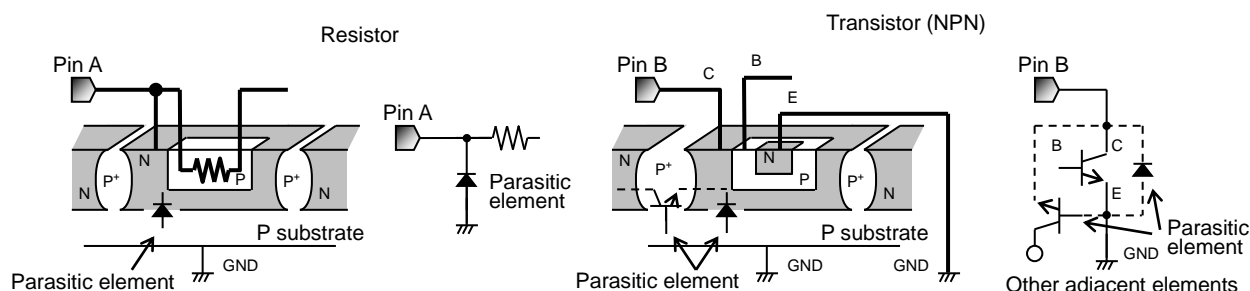 Resistor
Transistor (NPN)
Pin A
Pin A
N
N
P+
P
P+
N
Parasitic
element
P substrate
GND
Parasitic element
Pin B
C
B
E
N
P+
N
N
P
P+
N
P substrate
GND
GND
Parasitic element
Pin B
B
C
E
Parasitic
element
GND
Other adjacent elements